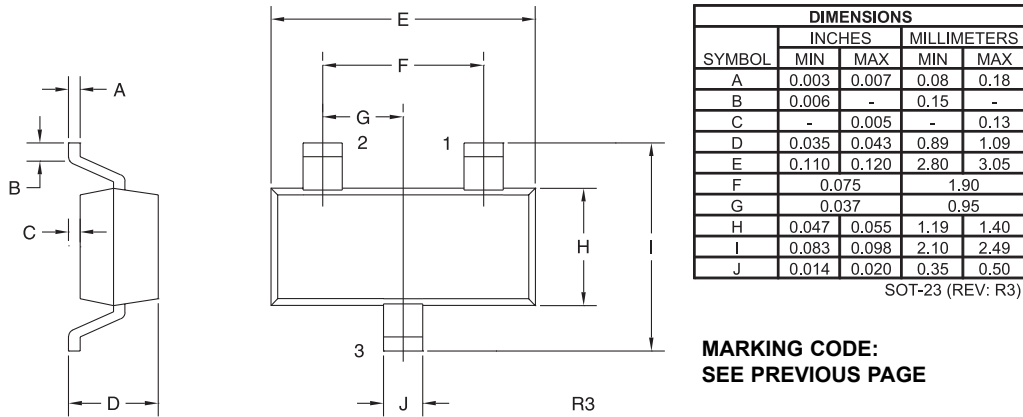 E
F
A
G
2
1
B
C
H
I
3
D
J
R3
DIMENSIONS
INCHES MILLIMETERS
SYMBOL MIN MAX MIN MAX
A 0.003 0.007 0.08 0.18
B 0.006 - 0.15 -
C - 0.005 - 0.13
D 0.035 0.043 0.89 1.09
E 0.110 0.120 2.80 3.05
F 0.075 1.90
G 0.037 0.95
H 0.047 0.055 1.19 1.40
I 0.083 0.098 2.10 2.49
J 0.014 0.020 0.35 0.50
SOT-23 (REV: R3)
MARKING CODE:
SEE PREVIOUS PAGE